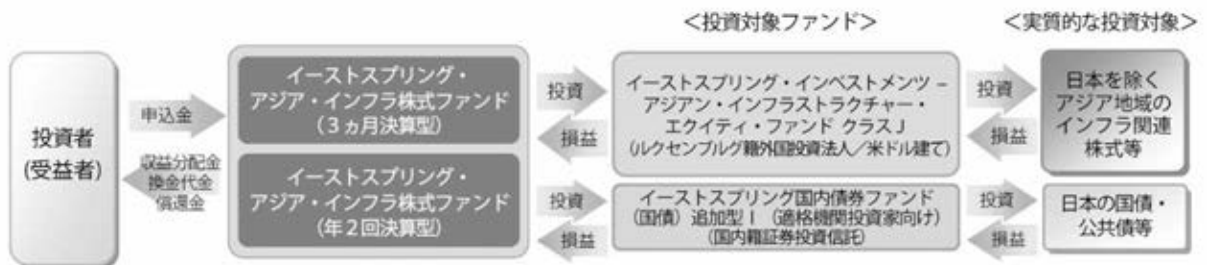 <投資対象ファンド>
<実質的な投資対象>
投資者
(受益者)
申込金
収益分配金
換金代金
償還金
イーストスプリング・
アジア・インフラ株式ファンド
(3ヵ月決算型)
イーストスプリング・
アジア・インフラ株式ファンド
(年2回決算型)
投資
損益
イーストスプリング・インベストメンツ −
アジアン・インフラストラクチャー・
エクイティ・ファンド クラスJ
(ルクセンブルグ籍外国投資法人/米ドル建て)
投資
損益
日本を除く
アジア地域の
インフラ関連
株式等
投資
損益
イーストスプリング国内債券ファンド
(国債)追加型Ⅰ(適格機関投資家向け)
(国内籍証券投資信託)
投資
損益
日本の国債・
公共債等